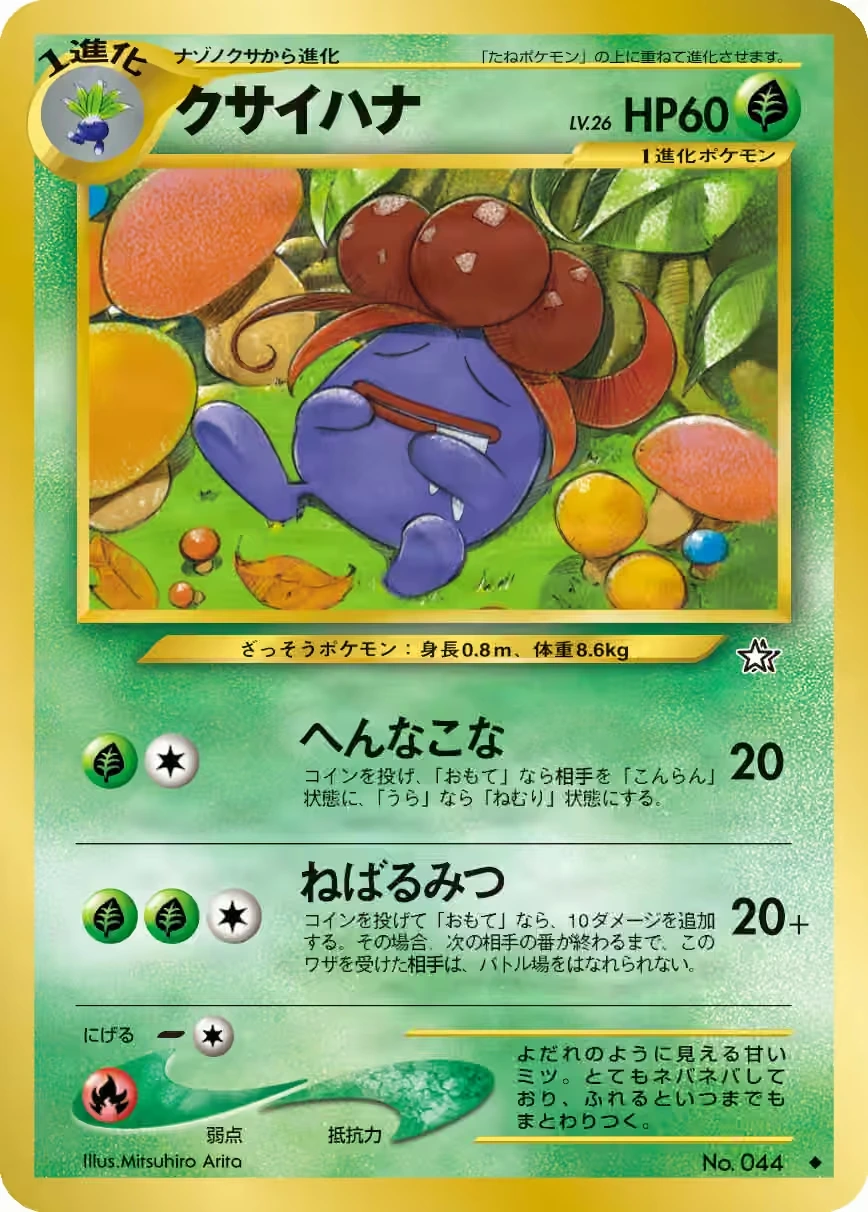 1進化
ナゾノクサから進化
「たねポケモン」の上に重ねて進化させます。
クサイハナ
LV.26 HP60
1進化ポケモン
ざっそうポケモン：身長0.8m、体重8.6kg
へんなこな
20
コインを投げ、「おもて」なら相手を「こんらん」
状態に、「うら」なら「ねむり」状態にする。
ねばるみつ
20+
コインを投げて「おもて」なら、10ダメージを追加
する。その場合、次の相手の番が終わるまで、この
ワザを受けた相手は、バトル場をはなれられない。
にげる
弱点
抵抗力
よだれのように見える甘い
ミツ。とてもネバネバして
おり、ふれるといつまでも
まとわりつく。
Illus.Mitsuhiro Arita
No. 044